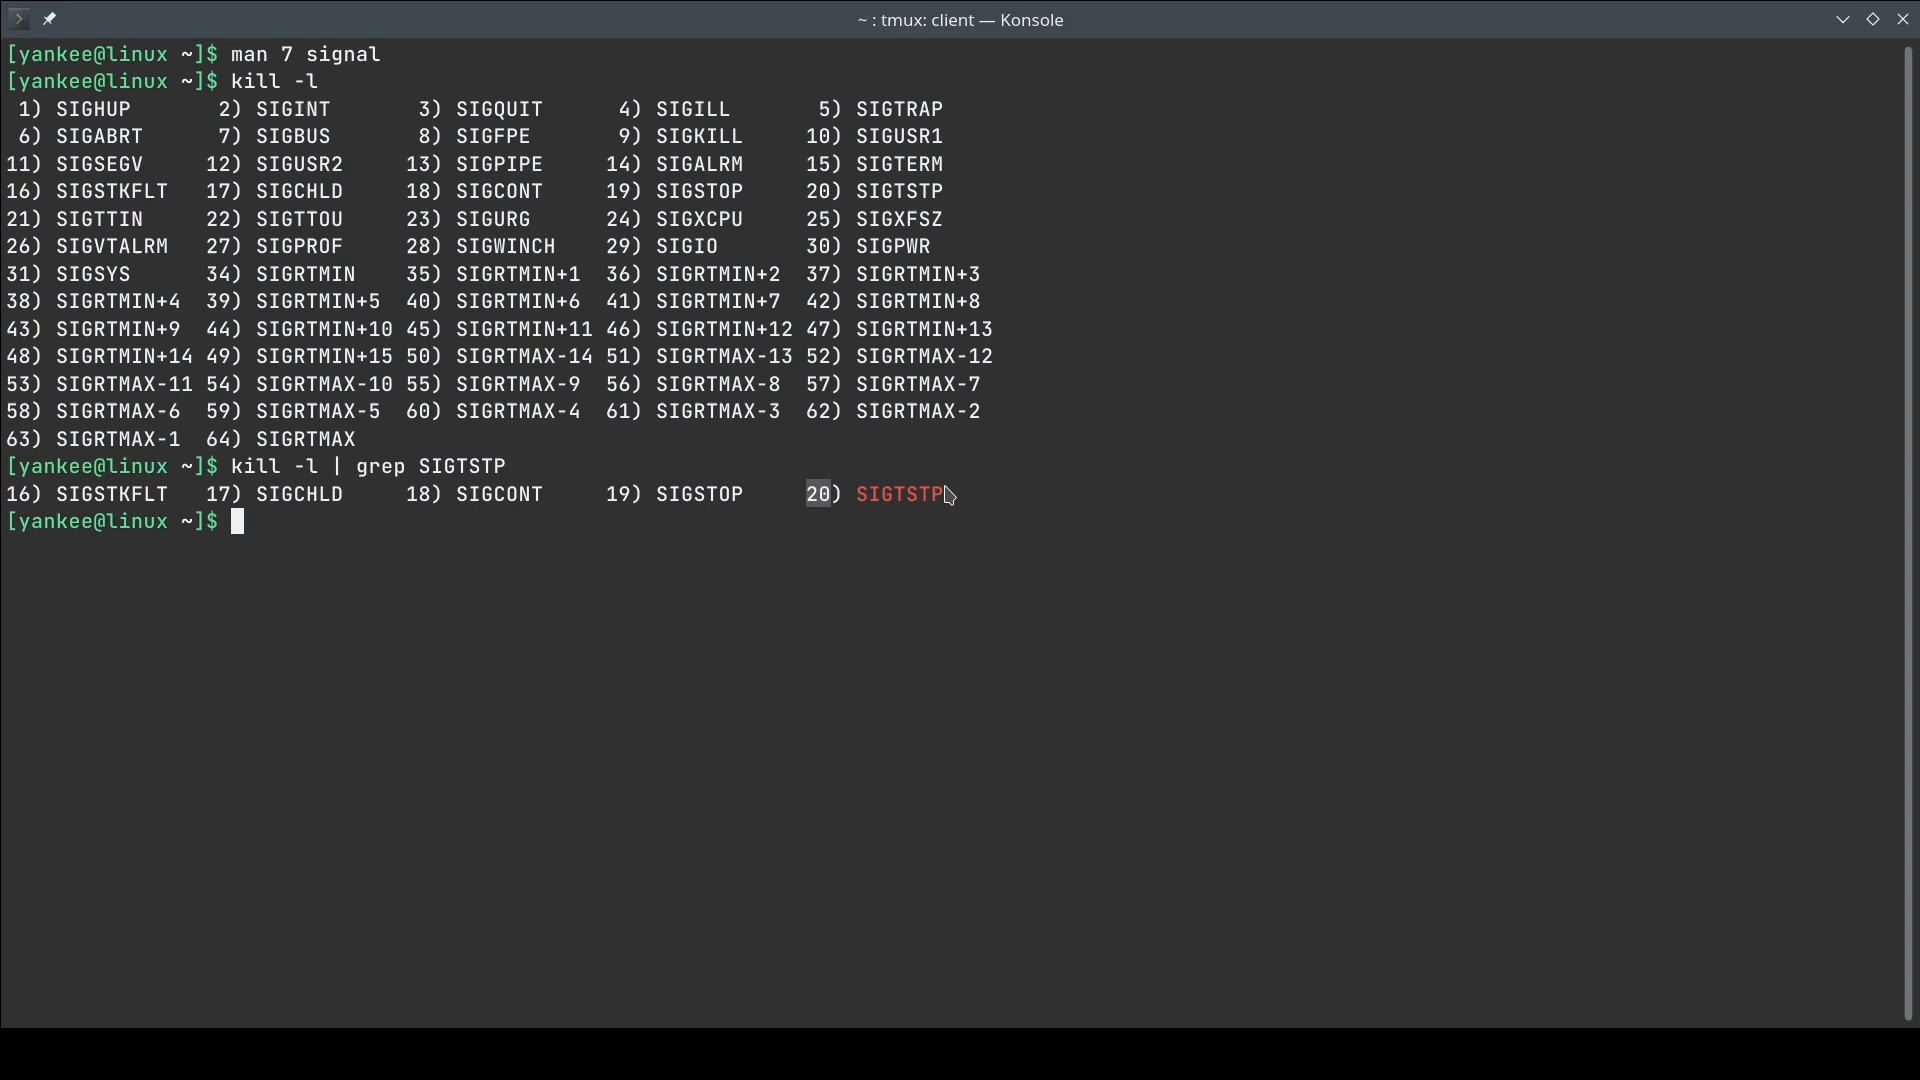 ~ : tmux: client — Konsole
[yankee@linux ~]$ man 7 signal
[yankee@linux ~]$ kill -l
 1) SIGHUP       2) SIGINT       3) SIGQUIT      4) SIGILL       5) SIGTRAP
 6) SIGABRT      7) SIGBUS       8) SIGFPE       9) SIGKILL     10) SIGUSR1
11) SIGSEGV     12) SIGUSR2     13) SIGPIPE     14) SIGALRM     15) SIGTERM
16) SIGSTKFLT   17) SIGCHLD     18) SIGCONT     19) SIGSTOP     20) SIGTSTP
21) SIGTTIN     22) SIGTTOU     23) SIGURG      24) SIGXCPU     25) SIGXFSZ
26) SIGVTALRM   27) SIGPROF     28) SIGWINCH    29) SIGIO       30) SIGPWR
31) SIGSYS      34) SIGRTMIN    35) SIGRTMIN+1  36) SIGRTMIN+2  37) SIGRTMIN+3
38) SIGRTMIN+4  39) SIGRTMIN+5  40) SIGRTMIN+6  41) SIGRTMIN+7  42) SIGRTMIN+8
43) SIGRTMIN+9  44) SIGRTMIN+10 45) SIGRTMIN+11 46) SIGRTMIN+12 47) SIGRTMIN+13
48) SIGRTMIN+14 49) SIGRTMIN+15 50) SIGRTMAX-14 51) SIGRTMAX-13 52) SIGRTMAX-12
53) SIGRTMAX-11 54) SIGRTMAX-10 55) SIGRTMAX-9  56) SIGRTMAX-8  57) SIGRTMAX-7
58) SIGRTMAX-6  59) SIGRTMAX-5  60) SIGRTMAX-4  61) SIGRTMAX-3  62) SIGRTMAX-2
63) SIGRTMAX-1  64) SIGRTMAX
[yankee@linux ~]$ kill -l | grep SIGTSTP
16) SIGSTKFLT   17) SIGCHLD     18) SIGCONT     19) SIGSTOP     20) SIGTSTP
[yankee@linux ~]$